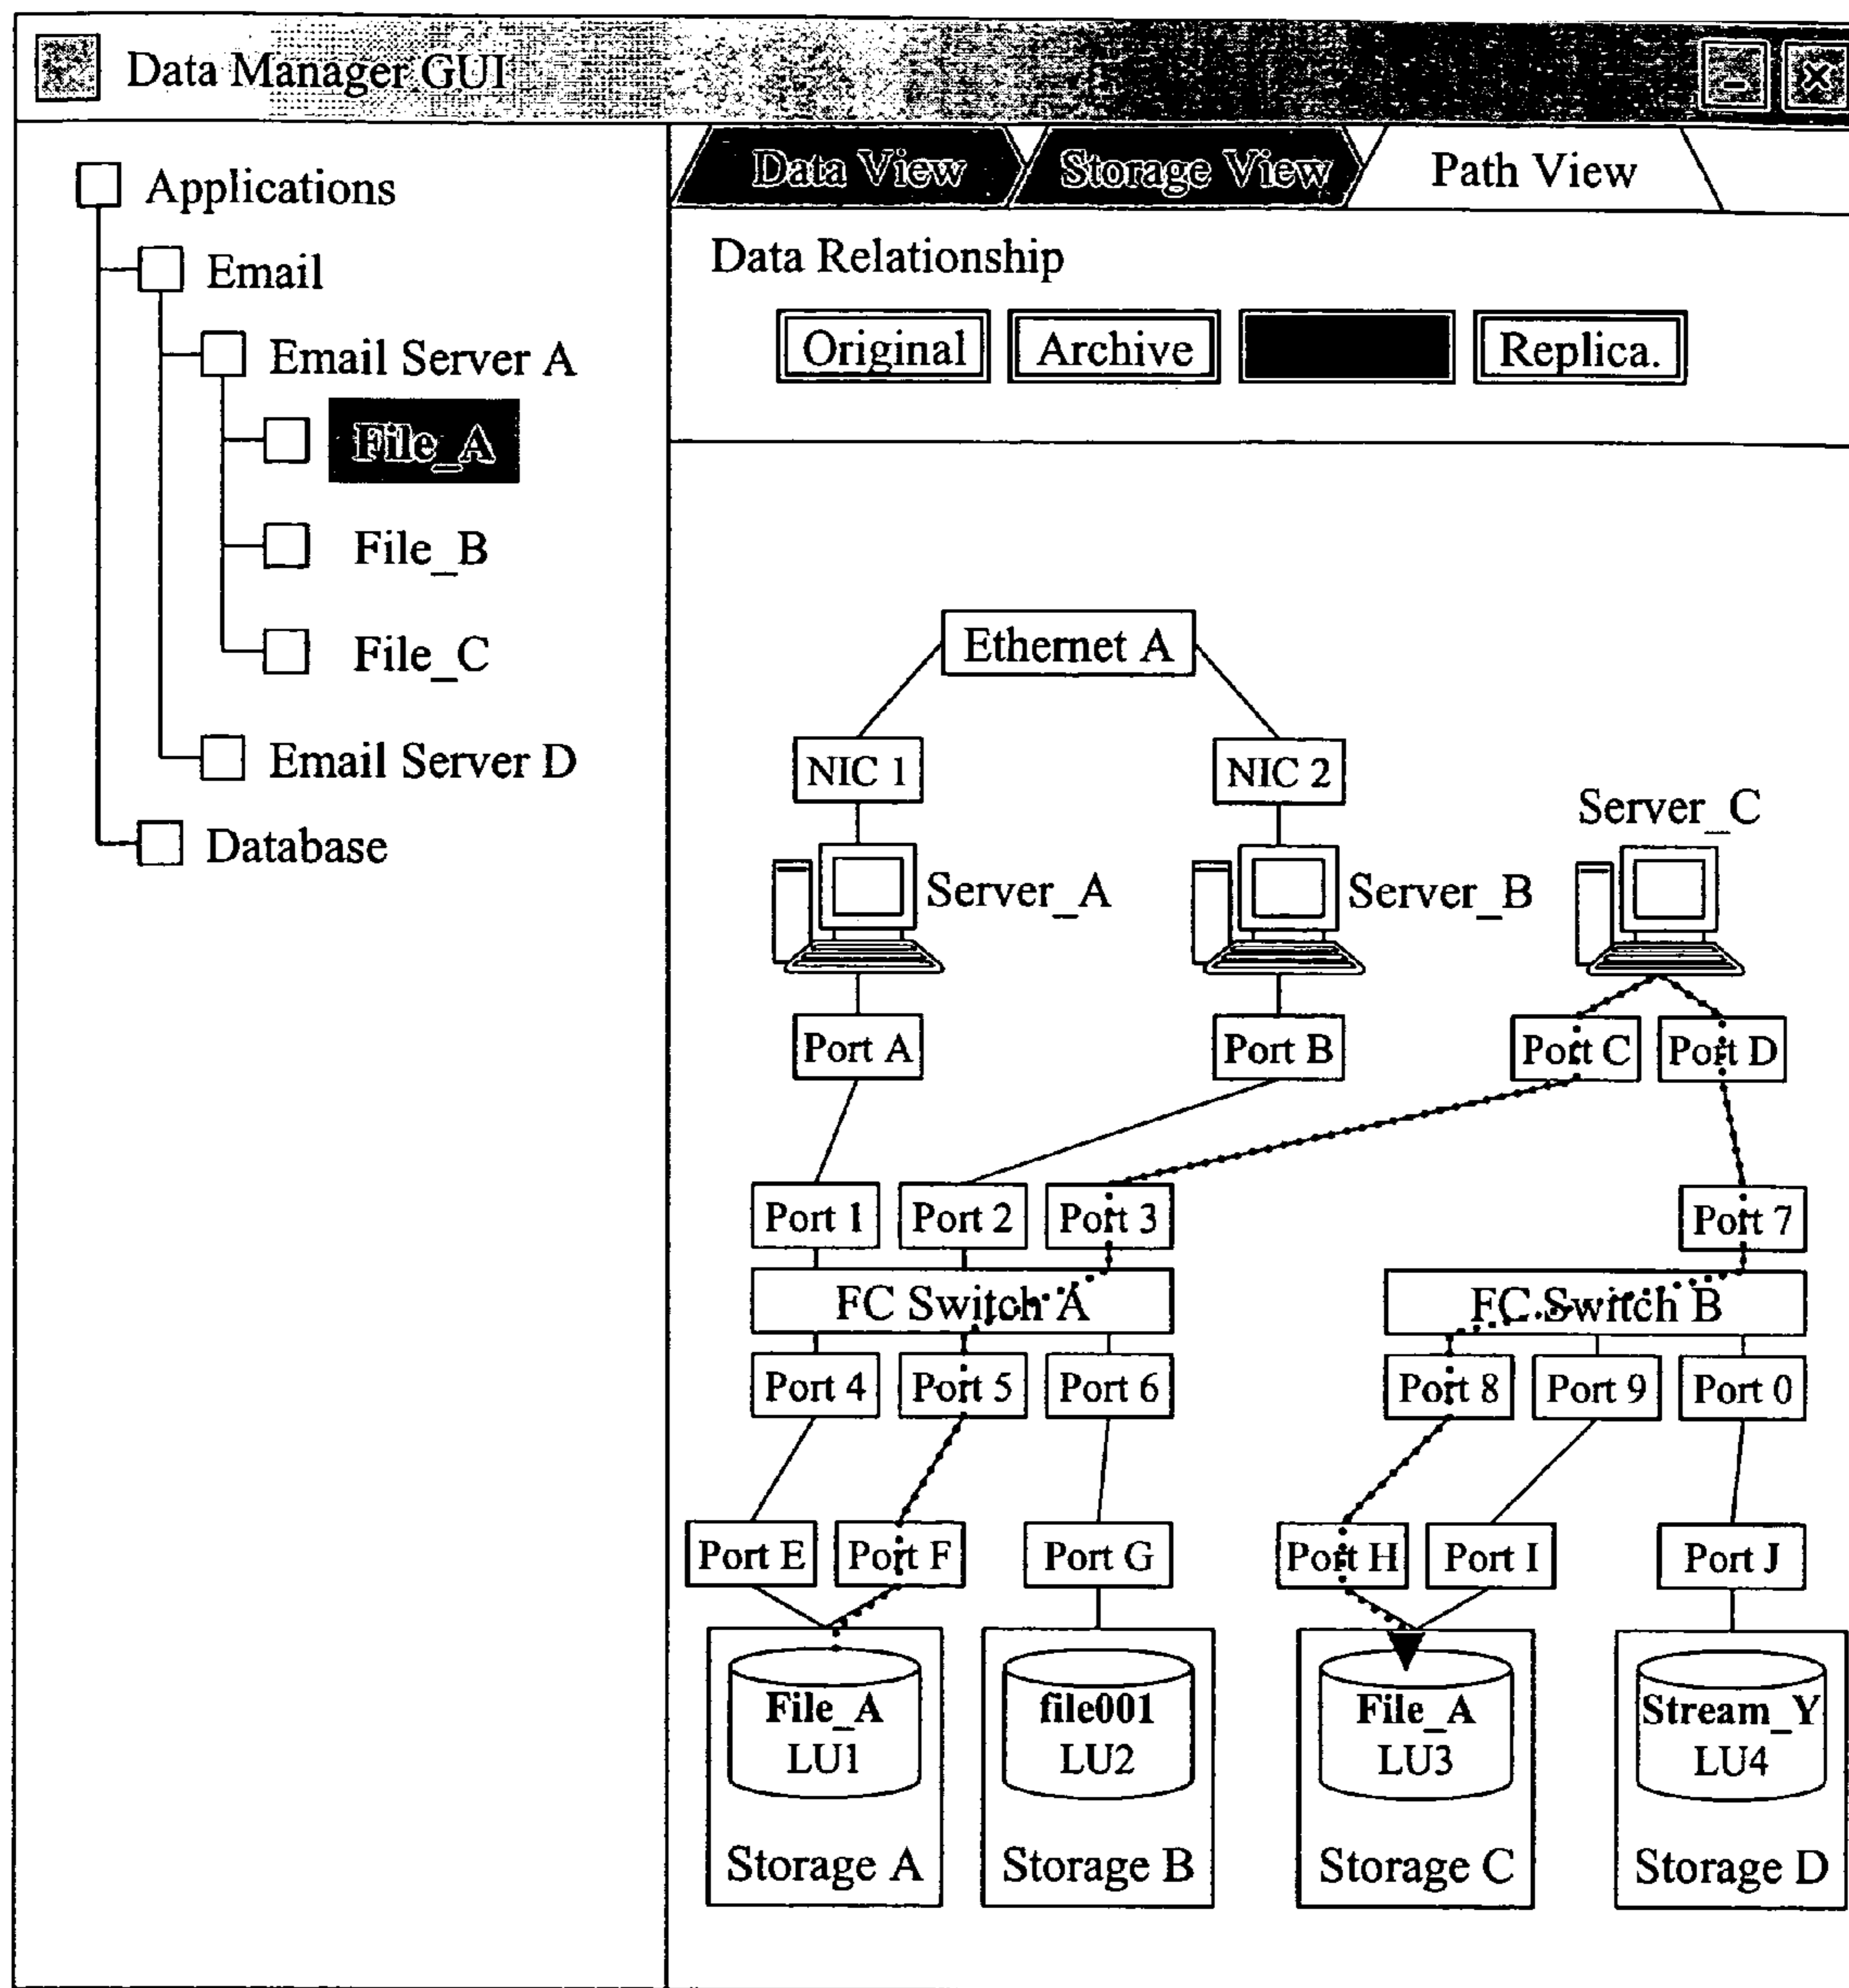 Data Manager GUI
Applications
Email
Email Server A
File_A
File_B
File_C
Email Server D
Database
Data View
Storage View
Path View
Data Relationship
Original
Archive
Replica.
Ethernet A
NIC 1
NIC 2
Server_C
Server_A
Server_B
Port A
Port B
Port C
Port D
Port 1
Port 2
Port 3
Port 7
FC Switch A
FC Switch B
Port 4
Port 5
Port 6
Port 8
Port 9
Port 0
Port E
Port F
Port G
Port H
Port I
Port J
File_A
LU1
file001
LU2
File_A
LU3
Stream_Y
LU4
Storage A
Storage B
Storage C
Storage D